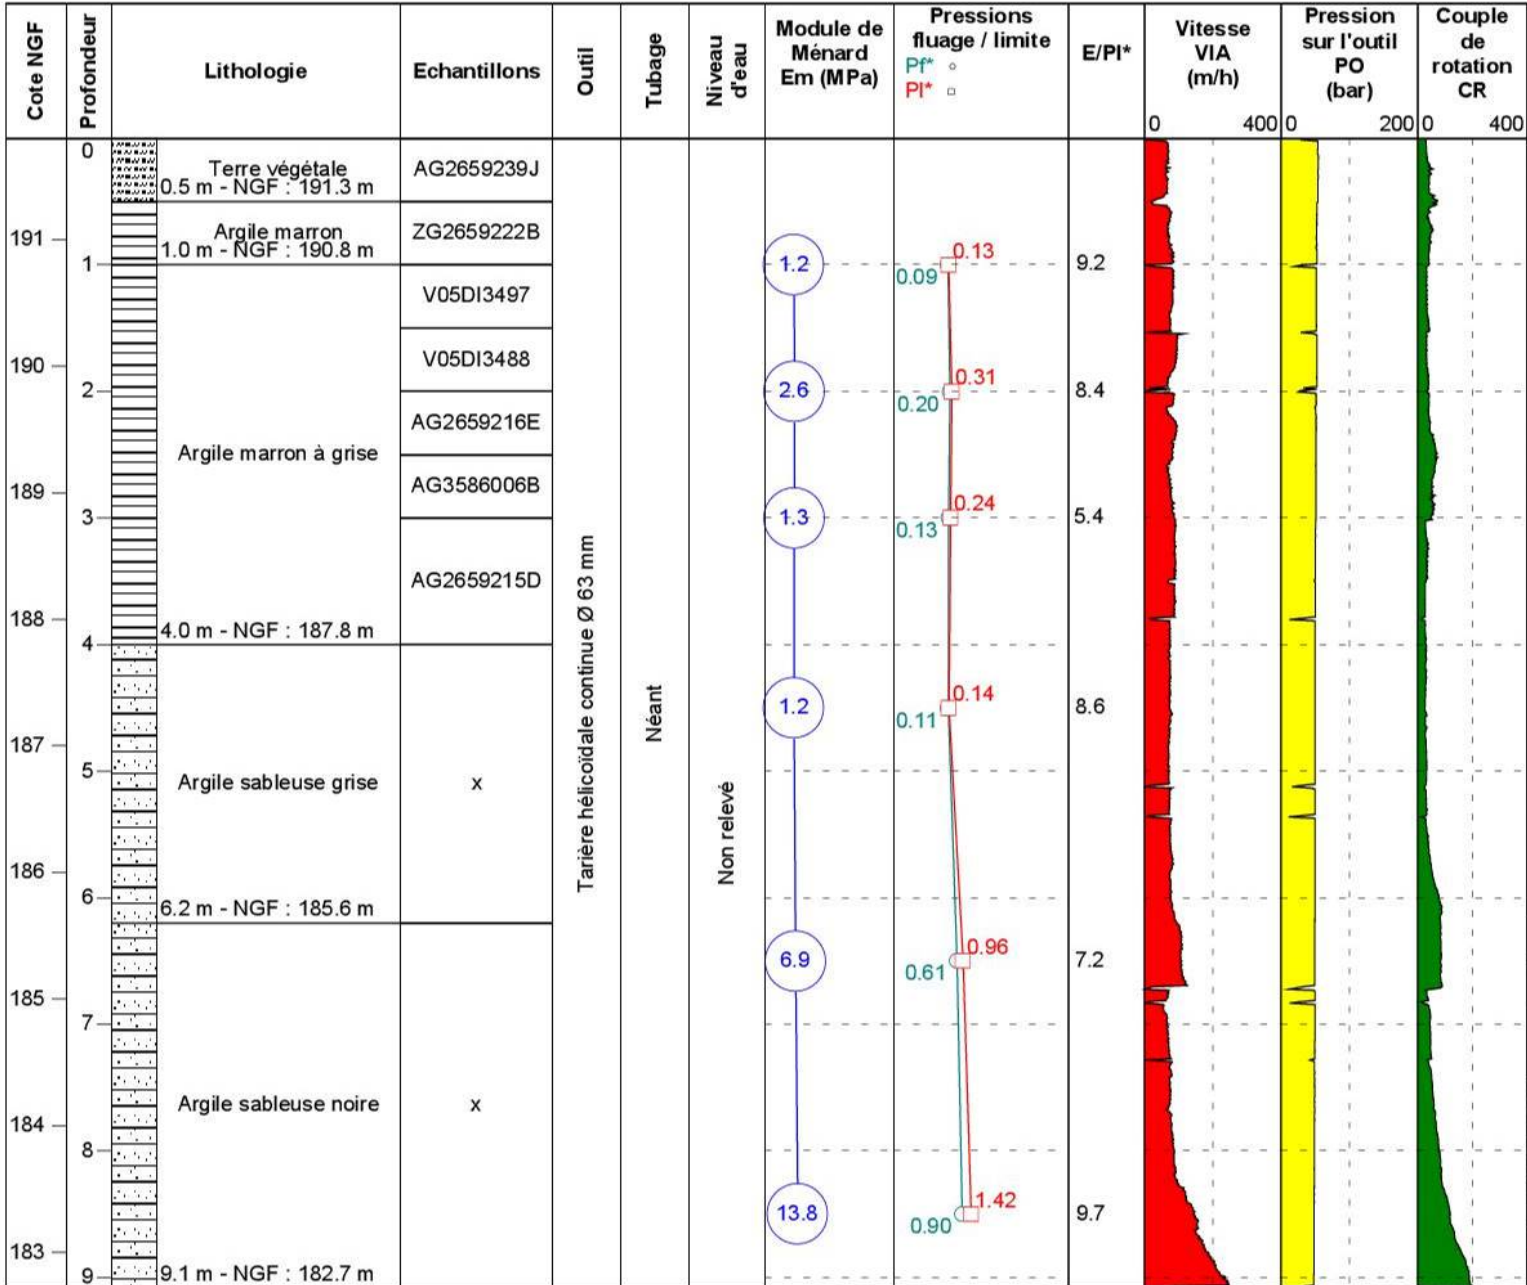 Cote NGF
Profondeur
Lithologie
Echantillons
Outil
Tubage
Niveau
d'eau
Module de
Ménard
Em (MPa)
Pressions
fluage / limite
Pf*
Pl*
E/Pl*
Vitesse
VIA
(m/h)
0 400
Pression
sur l'outil
PO
(bar)
0 200
Couple
de
rotation
CR
0 400
0
Terre végétale
0.5 m - NGF : 191.3 m
AG2659239J
191
Argile marron
1.0 m - NGF : 190.8 m
ZG2659222B
1
1.2
0.13
0.09
9.2
V05DI3497
190
V05DI3488
2
2.6
0.31
0.20
8.4
AG2659216E
Argile marron à grise
189
AG3586006B
3
1.3
0.24
0.13
5.4
AG2659215D
188
4.0 m - NGF : 187.8 m
4
Tarière hélicoïdale continue Ø 63 mm
Néant
Non relevé
1.2
0.14
0.11
8.6
187
5
Argile sableuse grise
x
186
6
6.2 m - NGF : 185.6 m
6.9
0.96
0.61
7.2
185
7
Argile sableuse noire
x
184
8
13.8
1.42
0.90
9.7
183
9
9.1 m - NGF : 182.7 m